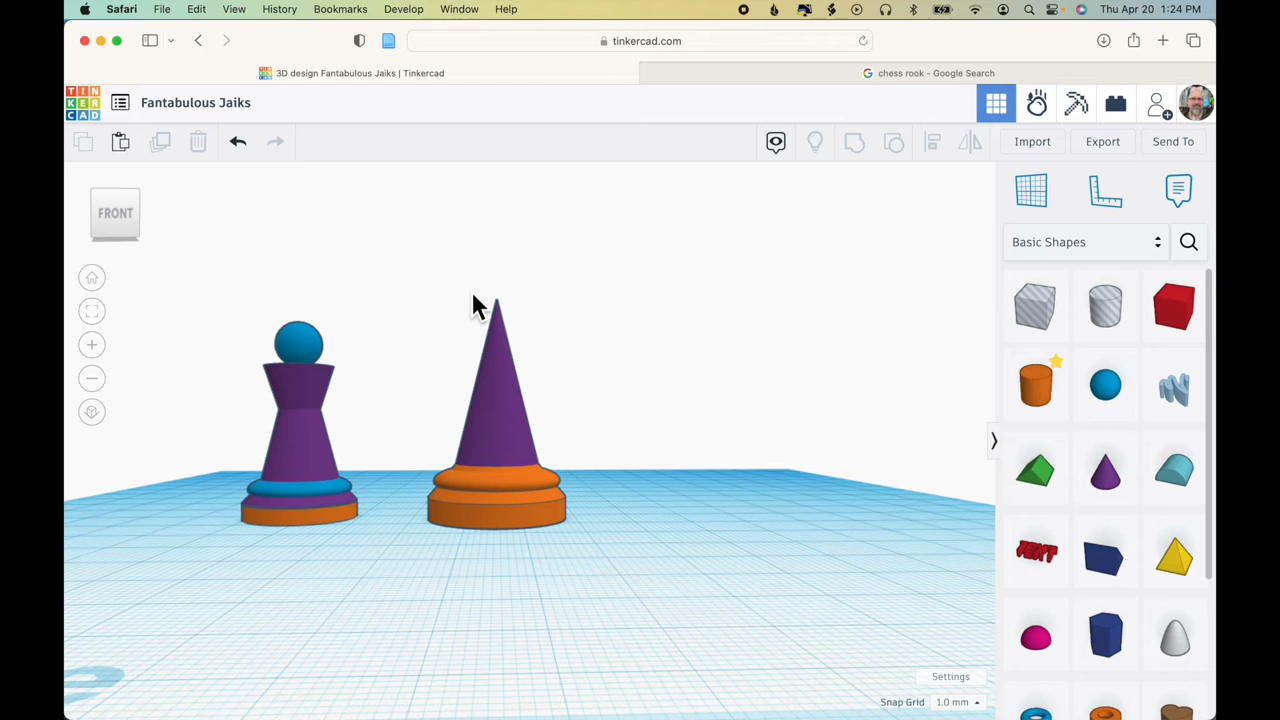 Safari File Edit View History Bookmarks Develop Window Help Thu Apr 20 1:24 PM
tinkercad.com
3D design Fantabulous Jaiks | Tinkercad chess rook - Google Search
TIN
KER
CAD
Fantabulous Jaiks
Import Export Send To
FRONT
Basic Shapes
TEXT
Settings
Snap Grid 1.0 mm